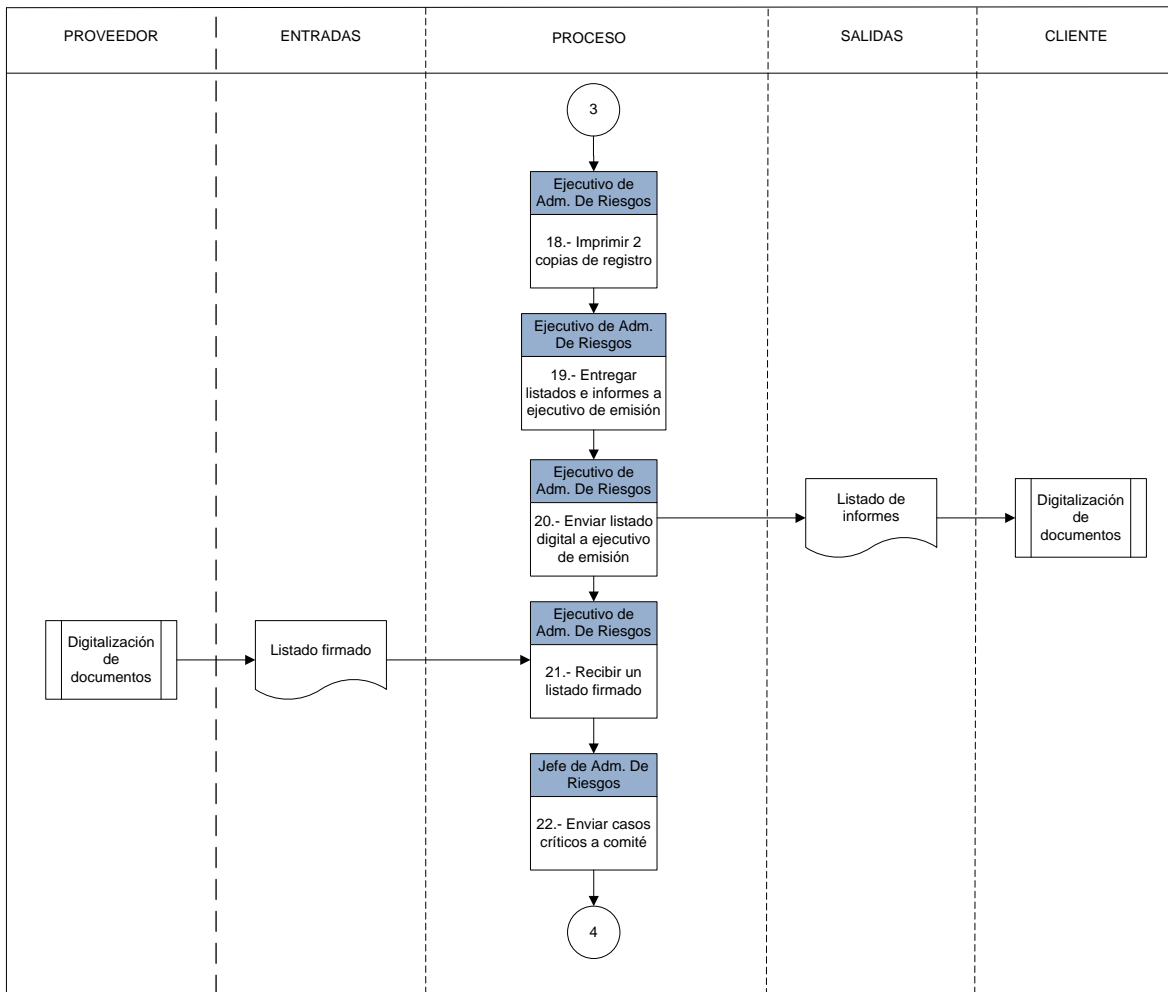 PROVEEDOR
ENTRADAS
PROCESO
SALIDAS
CLIENTE
3
Ejecutivo de
Adm. De Riesgos
18.- Imprimir 2
copias de registro
Ejecutivo de Adm.
De Riesgos
19.- Entregar
listados e informes a
ejecutivo de emisión
Ejecutivo de
Adm. De Riesgos
20.- Enviar listado
digital a ejecutivo
de emisión
Listado de
informes
Digitalización
de
documentos
Digitalización
de
documentos
Listado firmado
Ejecutivo de
Adm. De Riesgos
21.- Recibir un
listado firmado
Jefe de Adm. De
Riesgos
22.- Enviar casos
críticos a comité
4